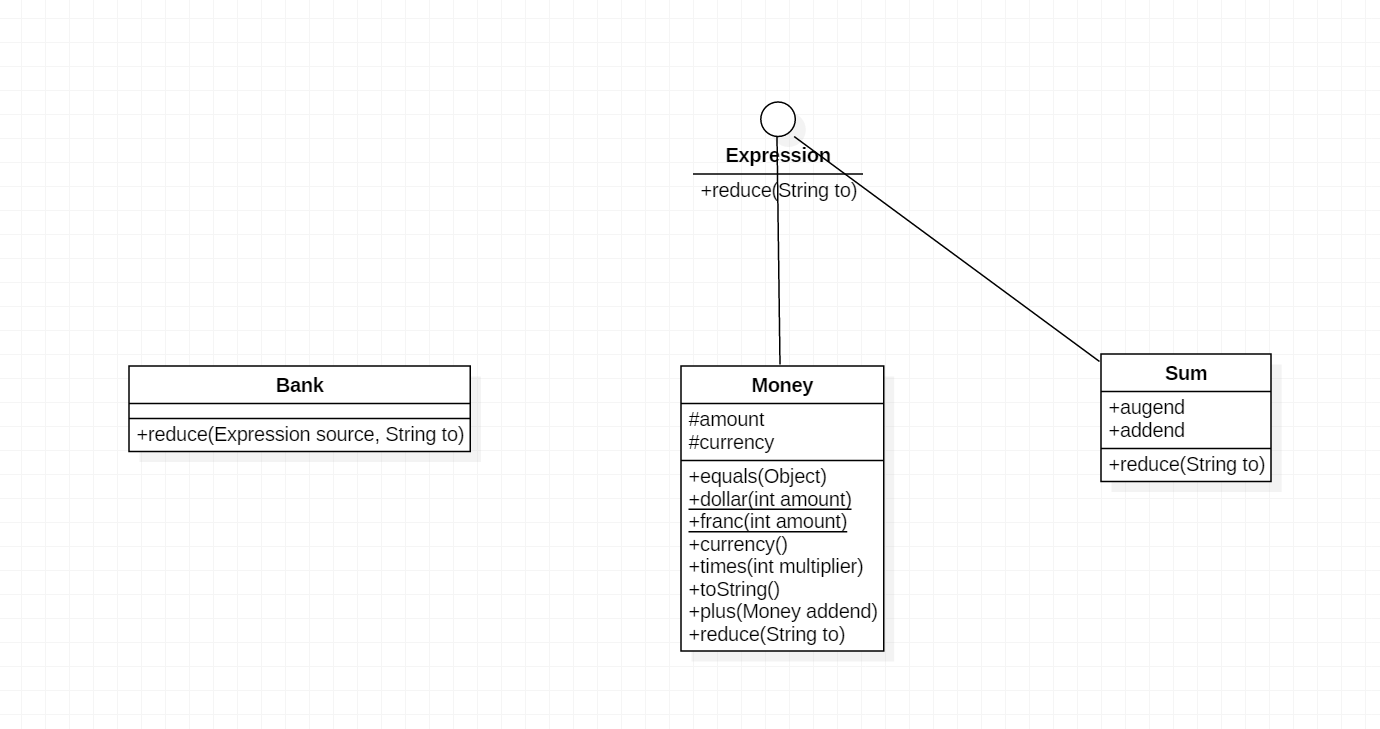 Expression
+reduce(String to)
Bank
+reduce(Expression source, String to)
Money
#amount
#currency
+equals(Object)
+dollar(int amount)
+franc(int amount)
+currency()
+times(int multiplier)
+toString()
+plus(Money addend)
+reduce(String to)
Sum
+augend
+addend
+reduce(String to)